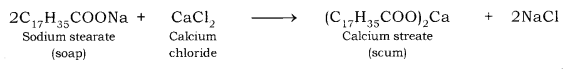 2C₁₇H₃₅COONa + CaCl₂ ⟶ (C₁₇H₃₅COO)₂Ca + 2NaCl
Sodium stearate Calcium Calcium streate
(soap) chloride (scum)